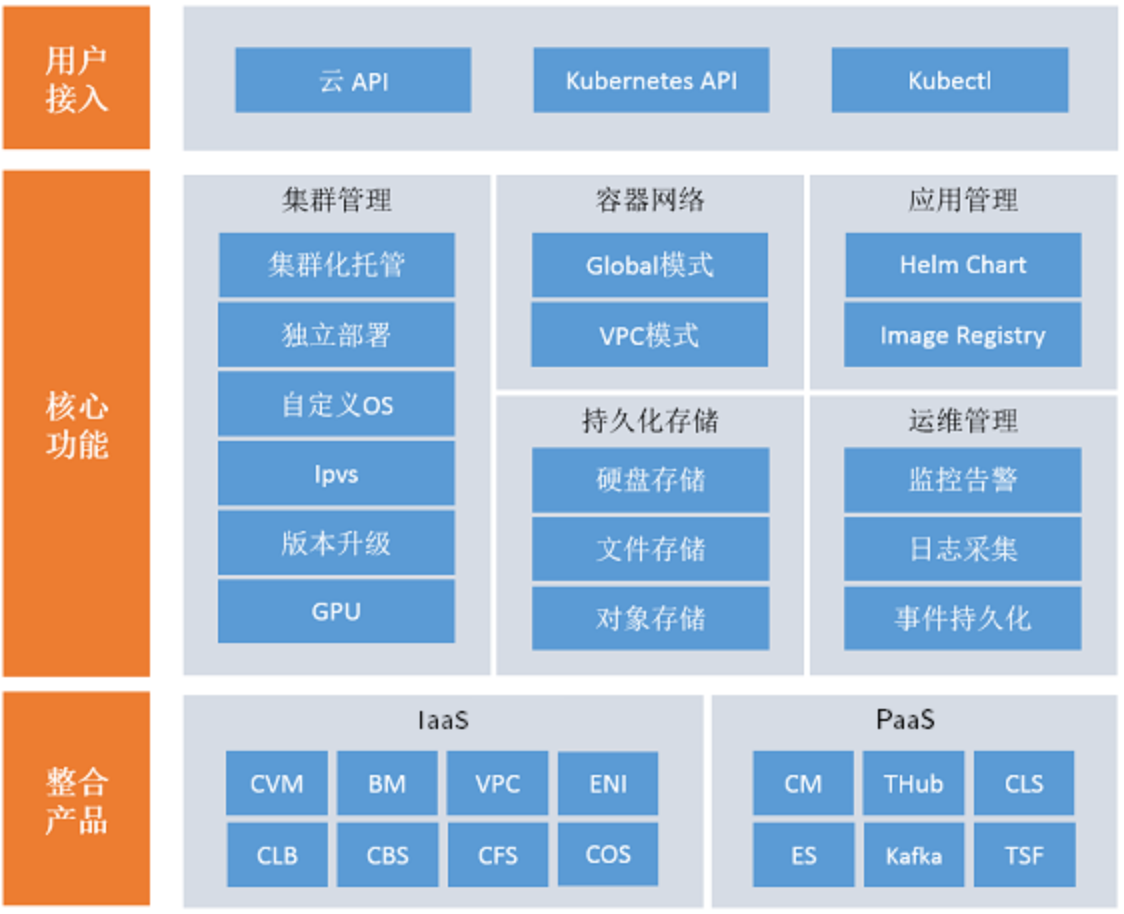 用户
接入
云 API
Kubernetes API
Kubectl
核心
功能
集群管理
集群化托管
独立部署
自定义OS
Ipvs
版本升级
GPU
容器网络
Global模式
VPC模式
应用管理
Helm Chart
Image Registry
持久化存储
硬盘存储
文件存储
对象存储
运维管理
监控告警
日志采集
事件持久化
整合
产品
IaaS
CVM
BM
VPC
ENI
CLB
CBS
CFS
COS
PaaS
CM
THub
CLS
ES
Kafka
TSF